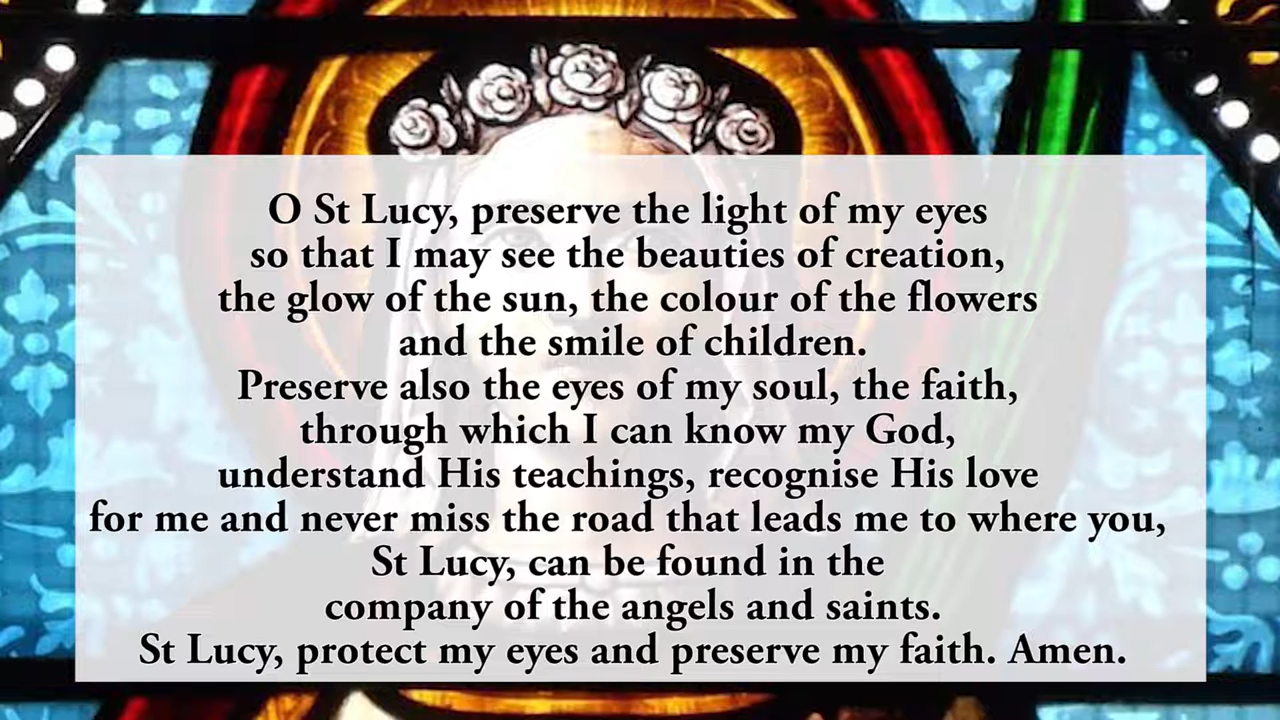 O St Lucy, preserve the light of my eyes
so that I may see the beauties of creation,
the glow of the sun, the colour of the flowers
and the smile of children.
Preserve also the eyes of my soul, the faith,
through which I can know my God,
understand His teachings, recognise His love
for me and never miss the road that leads me to where you,
St Lucy, can be found in the
company of the angels and saints.
St Lucy, protect my eyes and preserve my faith. Amen.